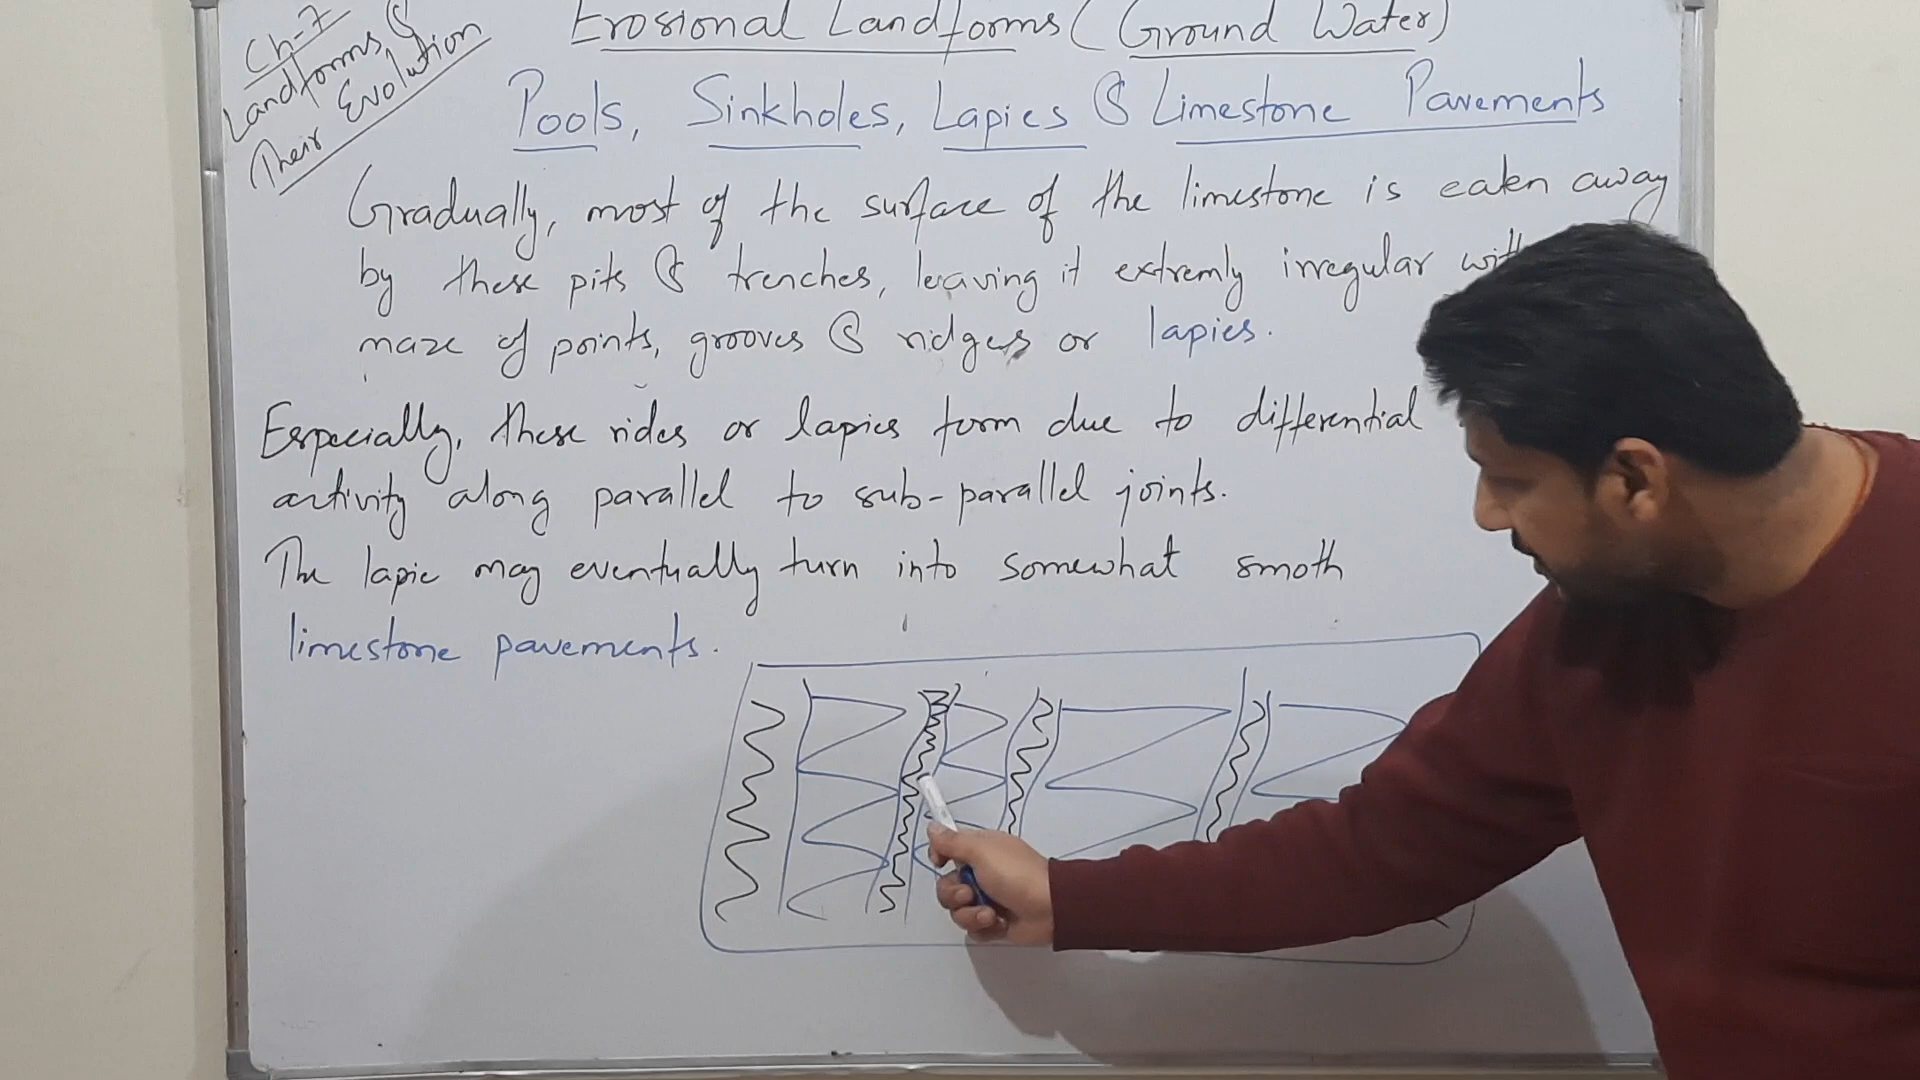 Ch-7
Landforms &
Their Evolution
Erosional Landforms (Ground Water)
Pools, Sinkholes, Lapies & Limestone Pavements
Gradually, most of the surface of the limestone is eaten away
by these pits & trenches, leaving it extremly irregular with
maze of points, grooves & ridges or lapies.
Especially, these rides or lapies form due to differential
activity along parallel to sub-parallel joints.
The lapie may eventually turn into somewhat smoth
limestone pavements.